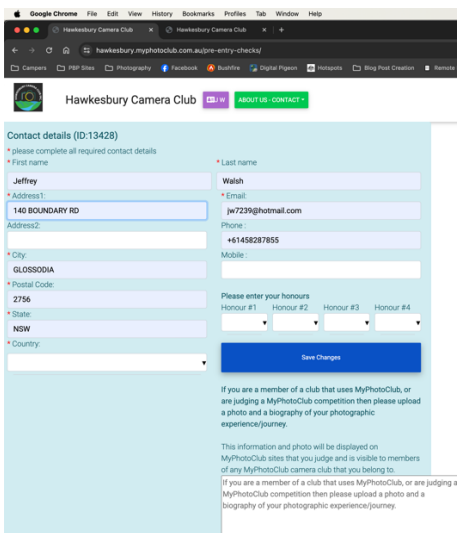 Google Chrome File Edit View History Bookmarks Profiles Tab Window Help
Hawkesbury Camera Club × Hawkesbury Camera Club × +
hawkesbury.myphotoclub.com.au/pre-entry-checks/
Campers PBP Sites Photography Facebook Bushfire Digital Pigeon Hotspots Blog Post Creation Remote
Hawkesbury Camera Club / W ABOUT US - CONTACT
Contact details (ID:13428)
* please complete all required contact details
* First name * Last name
Jeffrey Walsh
* Address1: * Email:
140 BOUNDARY RD jw7239@hotmail.com
Address2: Phone :
+61458287855
* City Mobile :
GLOSSODIA
* Postal Code:
2756 Please enter your honours
* State: Honour #1 Honour #2 Honour #3 Honour #4
NSW
* Country:
Save Changes
If you are a member of a club that uses MyPhotoClub, or
are judging a MyPhotoClub competition then please upload
a photo and a biography of your photographic
experience/journey.
This information and photo will be displayed on
MyPhotoClub sites that you judge and is visible to members
of any MyPhotoClub camera club that you belong to.
If you are a member of a club that uses MyPhotoClub, or are judging a
MyPhotoClub competition then please upload a photo and a
biography of your photographic experience/journey.